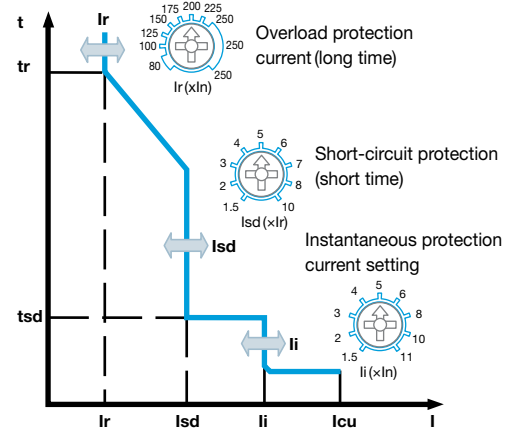 t
Ir
tr
175 200 225
150
125
100
80
250
250
250
Ir (xIn)
Overload protection
current (long time)
5
4 6
3 7
2 8
1.5 10
Isd (×Ir)
Short-circuit protection
(short time)
Isd
Instantaneous protection
current setting
tsd
5
4 6
3 8
2 10
1.5 11
Ii (×In)
Ii
Ir Isd Ii Icu I